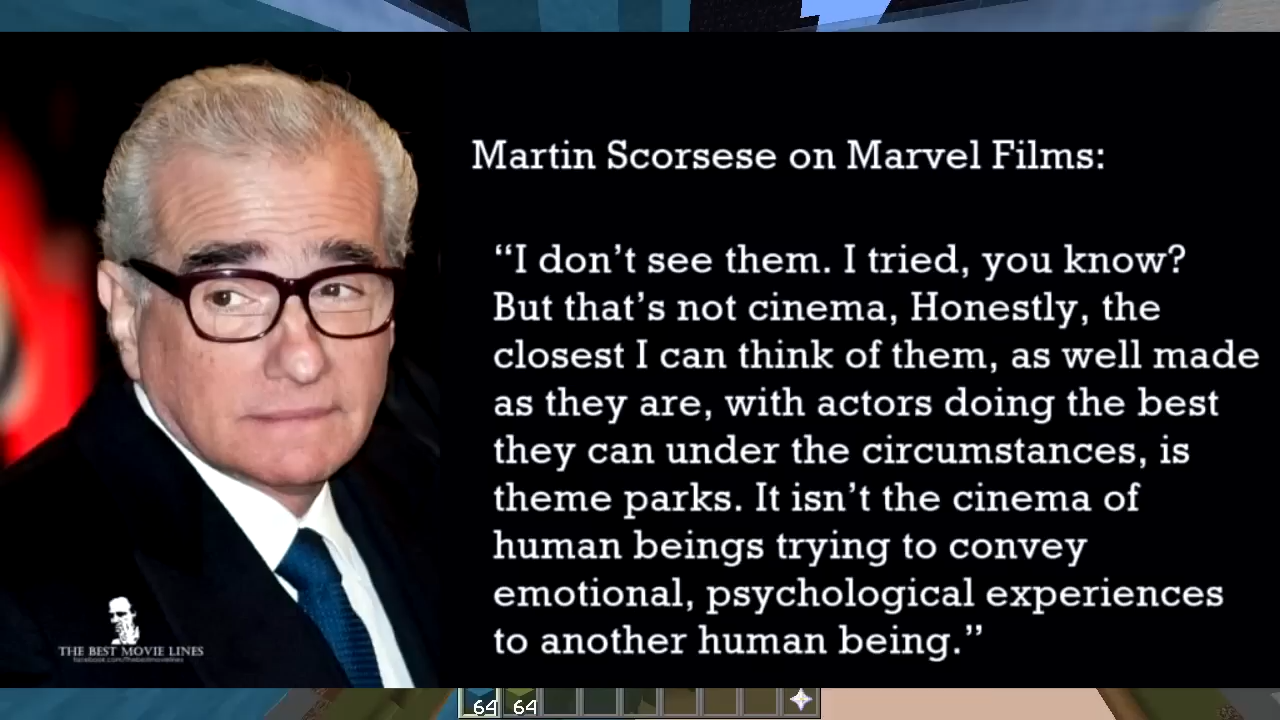 Martin Scorsese on Marvel Films:
“I don’t see them. I tried, you know?
But that’s not cinema, Honestly, the
closest I can think of them, as well made
as they are, with actors doing the best
they can under the circumstances, is
theme parks. It isn’t the cinema of
human beings trying to convey
emotional, psychological experiences
to another human being.”
THE BEST MOVIE LINES
facebook.com/thebestmovielines
64 64